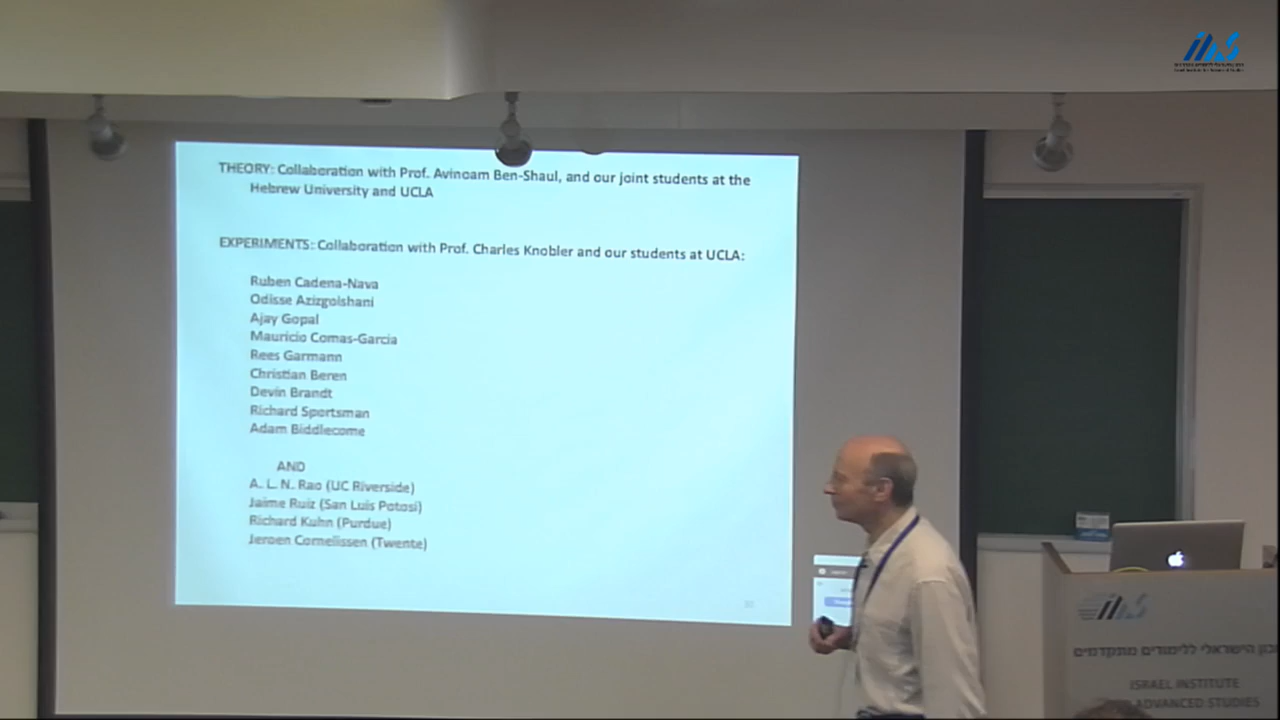 THEORY: Collaboration with Prof. Avinoam Ben-Shaul, and our joint students at the
Hebrew University and UCLA
EXPERIMENTS: Collaboration with Prof. Charles Knobler and our students at UCLA:
Ruben Cadena-Nava
Odisse Azizgolshani
Ajay Gopal
Mauricio Comas-Garcia
Rees Garmann
Christian Beren
Devin Brandt
Richard Sportsman
Adam Biddlecome
AND
A. L. N. Rao (UC Riverside)
Jaime Ruiz (San Luis Potosi)
Richard Kuhn (Purdue)
Jeroen Cornelissen (Twente)
הישראלי ללימודים מתקדמים
ISRAEL INSTITUTE
ADVANCED STUDIES